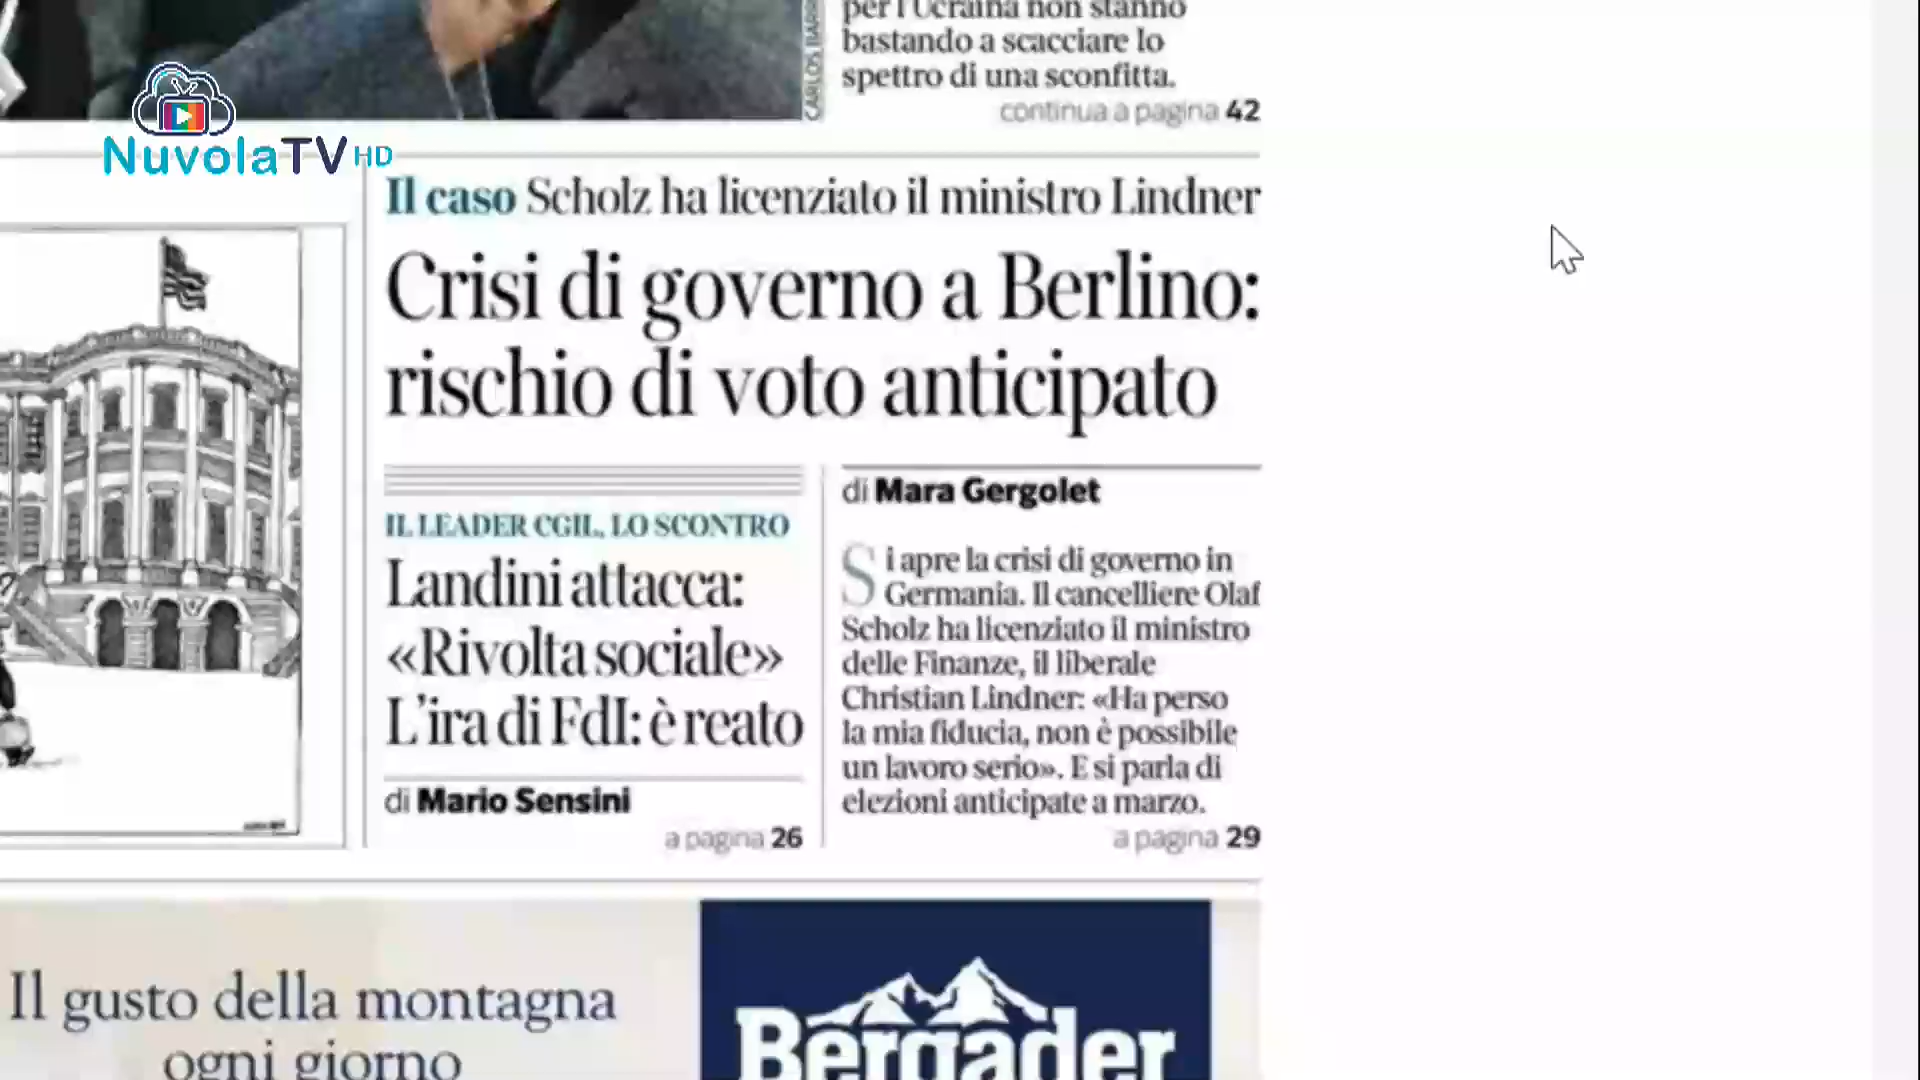 per l'Ucraina non stanno
bastando a scacciare lo
spettro di una sconfitta.
continua a pagina 42
NuvolaTV HD
Il caso Scholz ha licenziato il ministro Lindner
Crisi di governo a Berlino:
rischio di voto anticipato
IL LEADER CGIL, LO SCONTRO
Landini attacca:
«Rivolta sociale»
L'ira di FdI: è reato
di Mario Sensini
a pagina 26
di Mara Gergolet
Si apre la crisi di governo in
Germania. Il cancelliere Olaf
Scholz ha licenziato il ministro
delle Finanze, il liberale
Christian Lindner: «Ha perso
la mia fiducia, non è possibile
un lavoro serio». E si parla di
elezioni anticipate a marzo.
a pagina 29
Il gusto della montagna
ogni giorno
Bergader